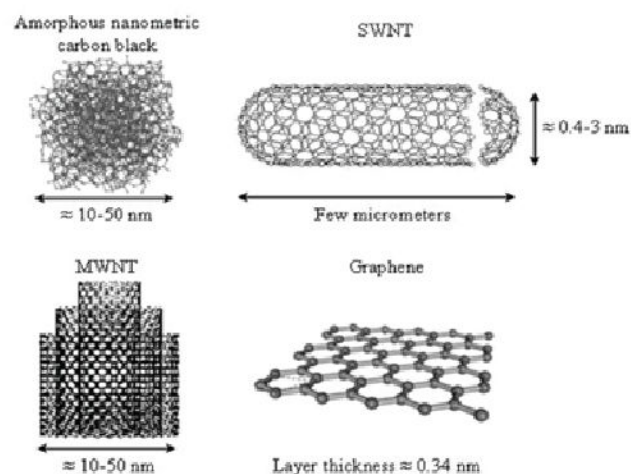 Amorphous nanometric
carbon black
SWNT
≈ 0.4-3 nm
≈ 10-50 nm
Few micrometers
MWNT
Graphene
≈ 10-50 nm
Layer thickness ≈ 0.34 nm